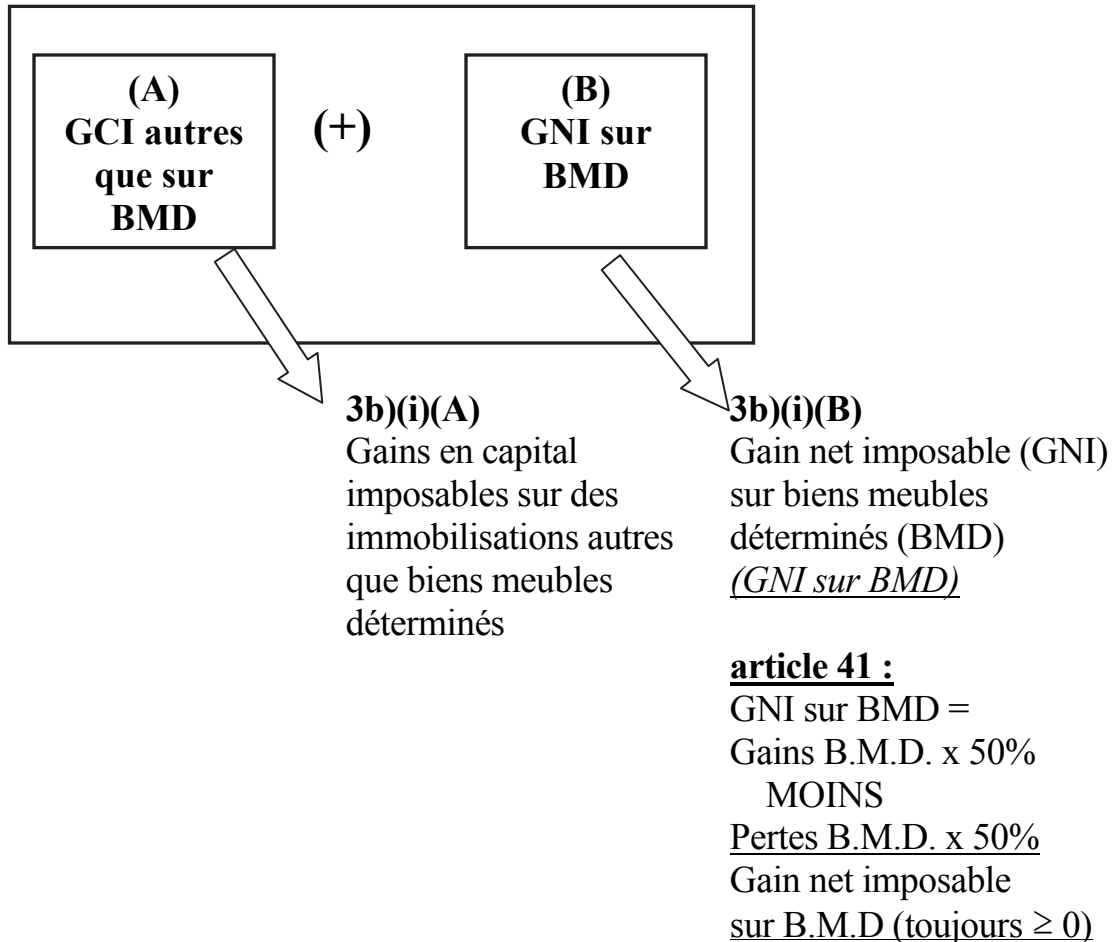 (A)
GCI autres
que sur
BMD
(+)
(B)
GNI sur
BMD
3b)(i)(A)
Gains en capital
imposables sur des
immobilisations autres
que biens meubles
déterminés
3b)(i)(B)
Gain net imposable (GNI)
sur biens meubles
déterminés (BMD)
(GNI sur BMD)
article 41 :
GNI sur BMD =
Gains B.M.D. x 50%
MOINS
Pertes B.M.D. x 50%
Gain net imposable
sur B.M.D (toujours ≥ 0)